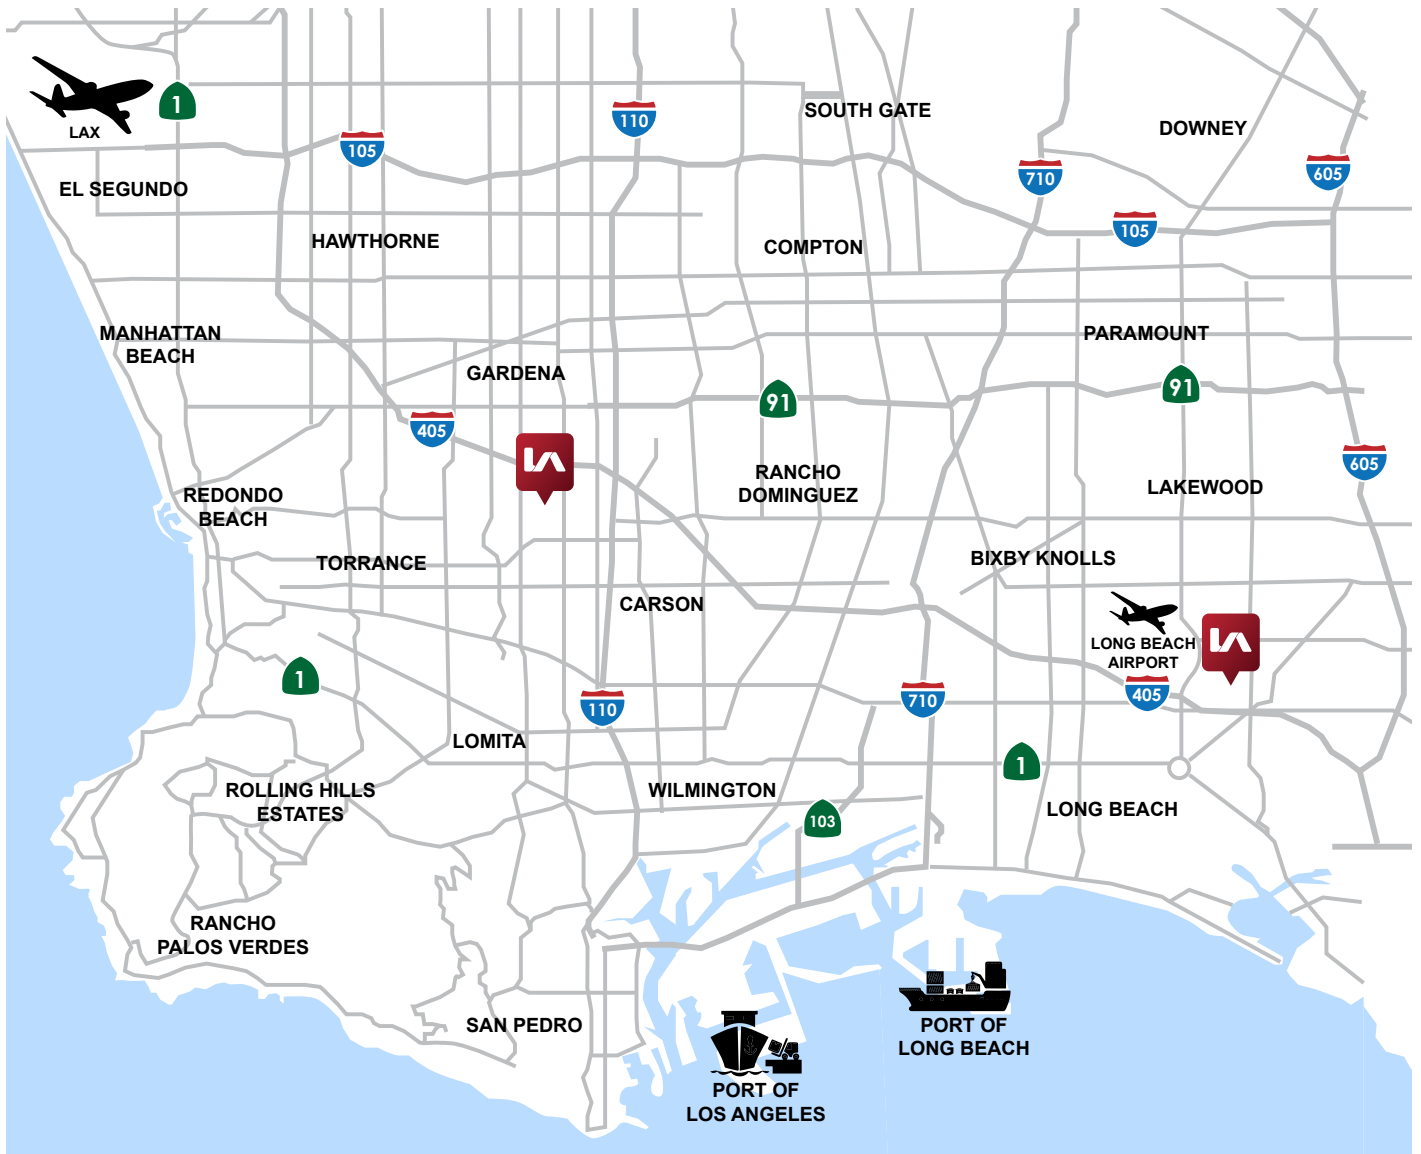 1
LAX
110
SOUTH GATE
DOWNEY
105
710
605
EL SEGUNDO
105
HAWTHORNE
COMPTON
MANHATTAN
BEACH
PARAMOUNT
GARDENA
91
91
405
605
RANCHO
DOMINGUEZ
LAKEWOOD
REDONDO
BEACH
TORRANCE
BIXBY KNOLLS
CARSON
LONG BEACH
AIRPORT
1
110
710
405
LOMITA
1
ROLLING HILLS
ESTATES
WILMINGTON
103
LONG BEACH
RANCHO
PALOS VERDES
SAN PEDRO
PORT OF
LONG BEACH
PORT OF
LOS ANGELES